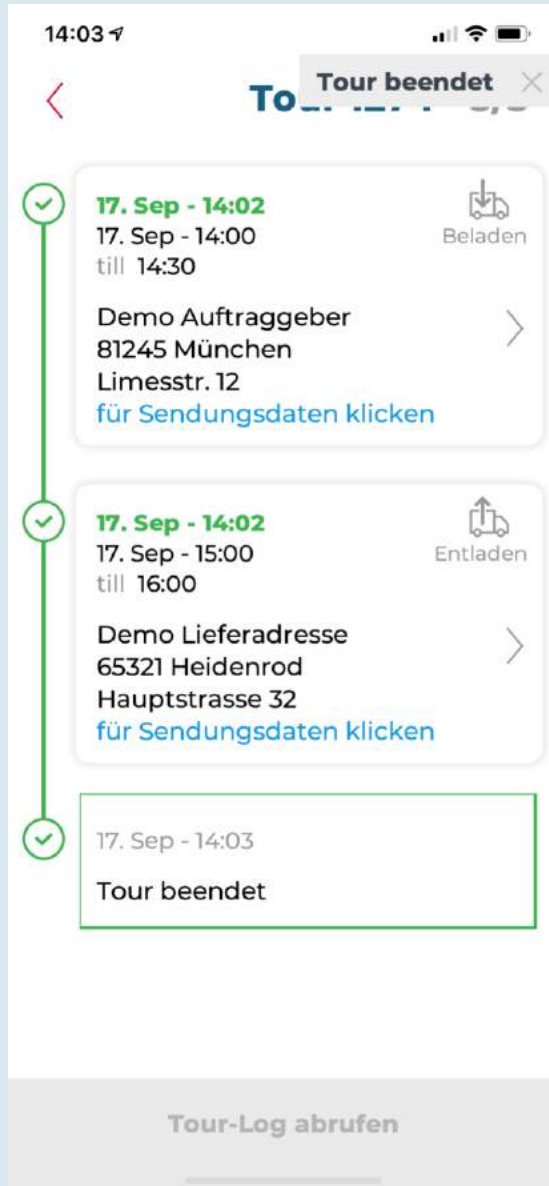 14:03
Tour beendet
17. Sep - 14:02
Beladen
17. Sep - 14:00
till 14:30
Demo Auftraggeber
81245 München
Limesstr. 12
für Sendungsdaten klicken
17. Sep - 14:02
Entladen
17. Sep - 15:00
till 16:00
Demo Lieferadresse
65321 Heidenrod
Hauptstrasse 32
für Sendungsdaten klicken
17. Sep - 14:03
Tour beendet
Tour-Log abrufen